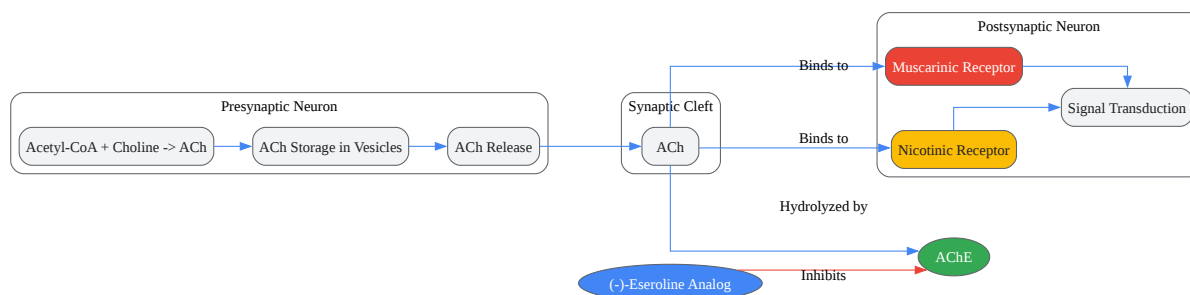 Postsynaptic Neuron
Binds to
Muscarinic Receptor
Presynaptic Neuron
Synaptic Cleft
Signal Transduction
Acetyl-CoA + Choline -> ACh
ACh Storage in Vesicles
ACh Release
ACh
Binds to
Nicotinic Receptor
Hydrolyzed by
AChE
Inhibits
(-)-Eseroline Analog